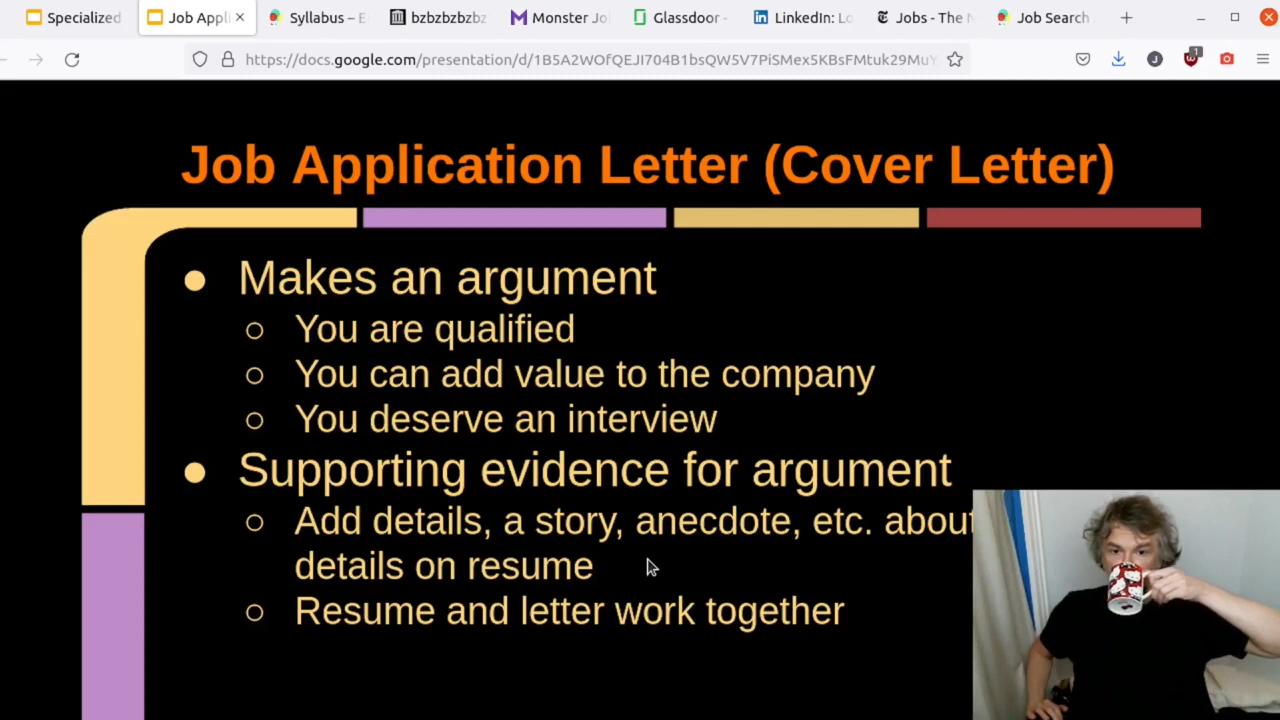 Specialized
Job Appli
Syllabus – E
bzbzbzbzbz
Monster Jo
Glassdoor -
LinkedIn: Lo
Jobs - The N
Job Search
https://docs.google.com/presentation/d/1B5A2WOfQEJI704B1bsQW5V7PiSMex5KBsFMtuk29MuY
1
J
Job Application Letter (Cover Letter)
● Makes an argument
○ You are qualified
○ You can add value to the company
○ You deserve an interview
● Supporting evidence for argument
○ Add details, a story, anecdote, etc. about
details on resume
○ Resume and letter work together